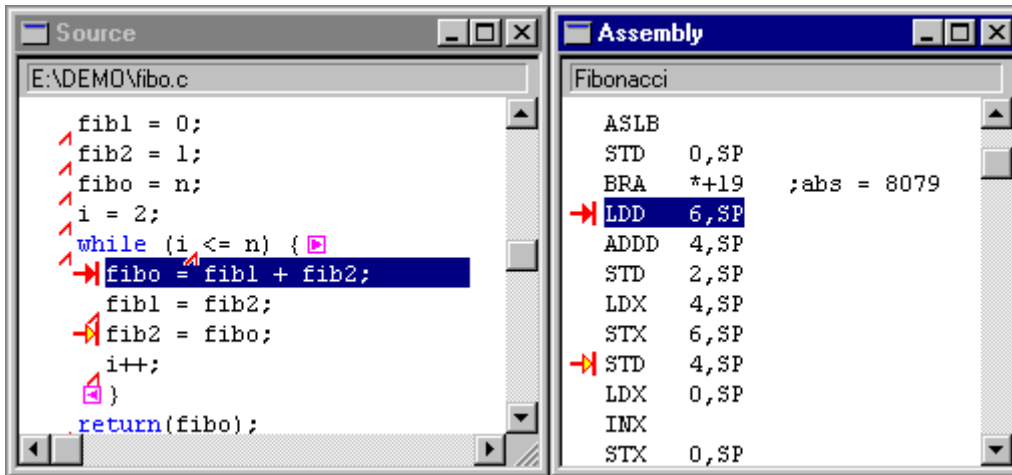 Source
E:\DEMO\fibo.c
fib1 = 0;
fib2 = 1;
fibo = n;
i = 2;
while (i <= n) {
fibo = fib1 + fib2;
fib1 = fib2;
fib2 = fibo;
i++;
}
return(fibo);
Assembly
Fibonacci
ASLB
STD 0,SP
BRA *+19 ;abs = 8079
LDD 6,SP
ADDD 4,SP
STD 2,SP
LDX 4,SP
STX 6,SP
STD 4,SP
LDX 0,SP
INX
STX 0,SP